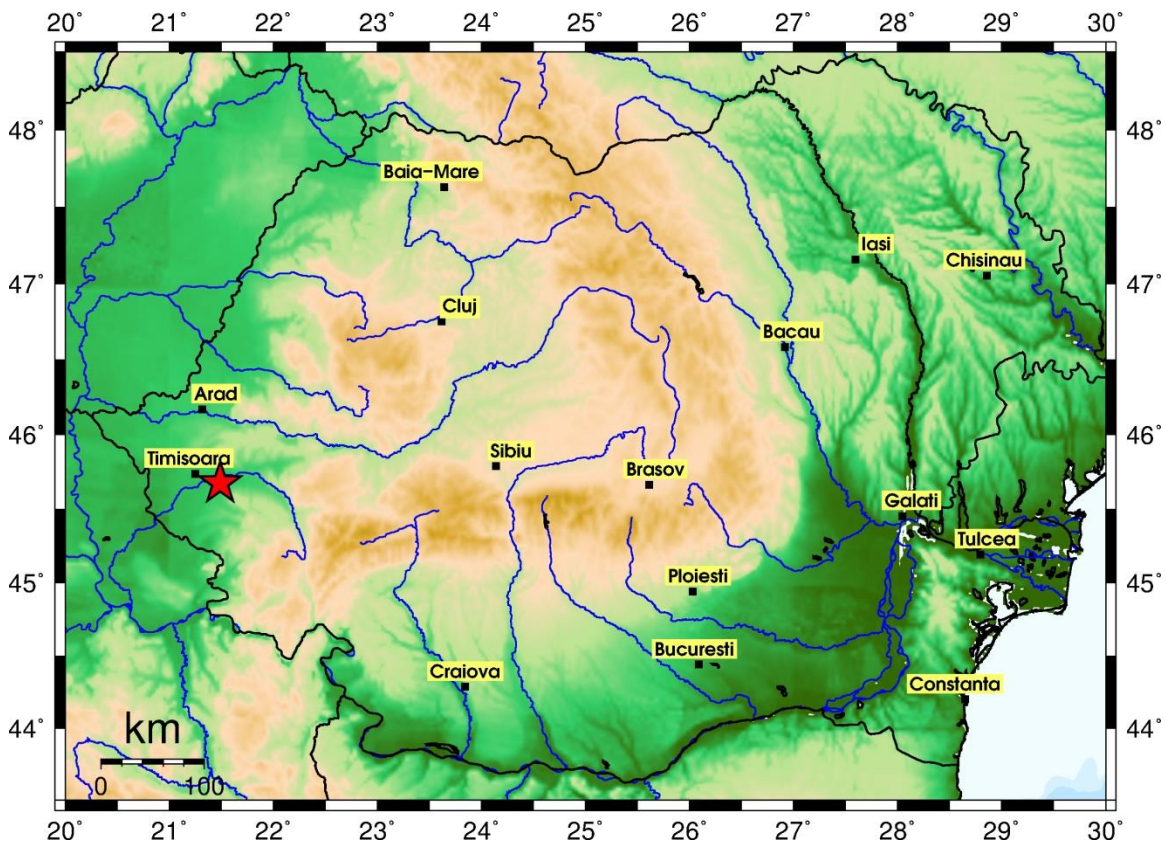 20˚ 21˚ 22˚ 23˚ 24˚ 25˚ 26˚ 27˚ 28˚ 29˚ 30˚
48˚ 48˚
Baia-Mare
Iasi
Chisinau
47˚ 47˚
Cluj
Bacau
Arad
46˚ 46˚
Timisoara
Sibiu
Brasov
Galati
Tulcea
45˚ 45˚
Ploiesti
Bucuresti
Craiova
Constanta
44˚ 44˚
km
0 100
20˚ 21˚ 22˚ 23˚ 24˚ 25˚ 26˚ 27˚ 28˚ 29˚ 30˚